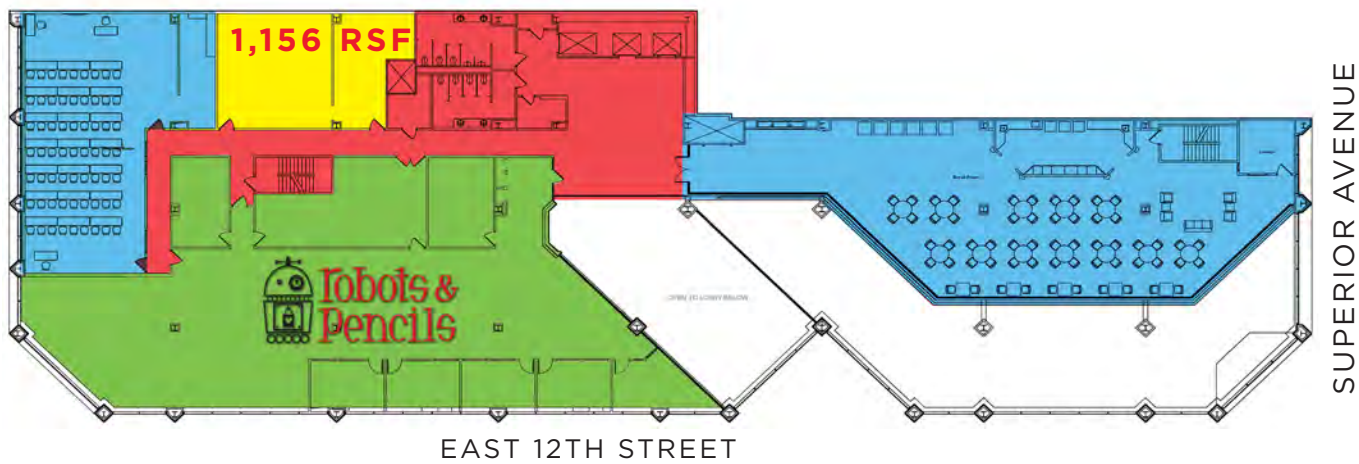 1,156 RSF
robots &
Pencils
EAST 12TH STREET
SUPERIOR AVENUE